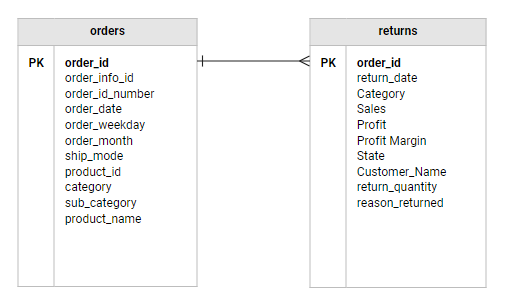 orders
PK order_id
order_info_id
order_id_number
order_date
order_weekday
order_month
ship_mode
product_id
category
sub_category
product_name
returns
PK order_id
return_date
Category
Sales
Profit
Profit Margin
State
Customer_Name
return_quantity
reason_returned